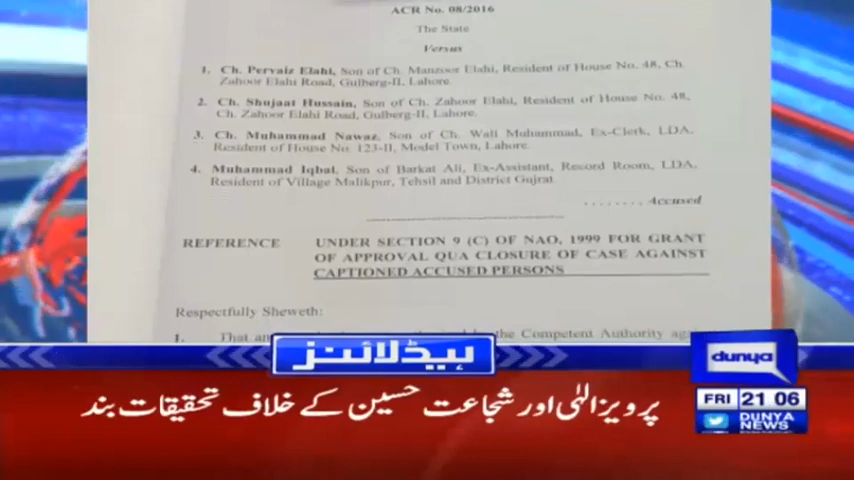 ACR No. 08/2016
The State
Versus
1. Ch. Pervaiz Elahi, Son of Ch. Manzoor Elahi, Resident of House No. 48, Ch.
Zahoor Elahi Road, Gulberg-II, Lahore.
2. Ch. Shujaat Hussain, Son of Ch. Zahoor Elahi, Resident of House No. 48,
Ch. Zahoor Elahi Road, Gulberg-II, Lahore.
3. Ch. Muhammad Nawaz, Son of Ch. Wali Muhammad, Ex-Clerk, LDA.
Resident of House No. 123-II, Model Town, Lahore.
4. Muhammad Iqbal, Son of Barkat Ali, Ex-Assistant, Record Room, LDA.
Resident of Village Malikpur, Tehsil and District Gujrat.
........Accused
REFERENCE UNDER SECTION 9 (C) OF NAO, 1999 FOR GRANT
OF APPROVAL QUA CLOSURE OF CASE AGAINST
CAPTIONED ACCUSED PERSONS
Respectfully Sheweth:
1. That the Competent Authority
ہیڈلائنز
پرویزالہٰی اور شجاعت حسین کے خلاف تحقیقات بند
dunya
FRI 21 06
DUNYA
NEWS